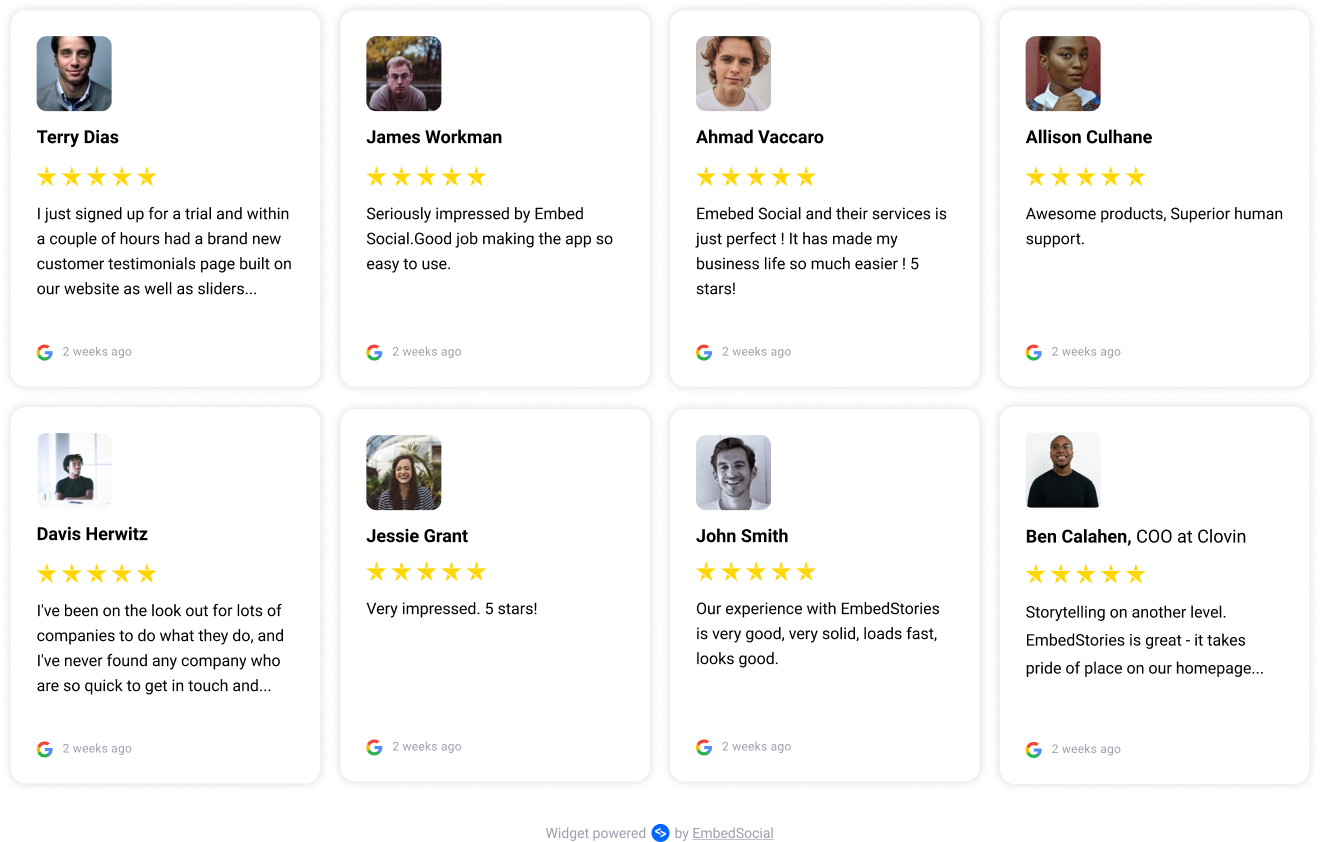 Terry Dias
I just signed up for a trial and within
a couple of hours had a brand new
customer testimonials page built on
our website as well as sliders...
2 weeks ago
James Workman
Seriously impressed by Embed
Social.Good job making the app so
easy to use.
2 weeks ago
Ahmad Vaccaro
Emebed Social and their services is
just perfect ! It has made my
business life so much easier ! 5
stars!
2 weeks ago
Allison Culhane
Awesome products, Superior human
support.
2 weeks ago
Davis Herwitz
I've been on the look out for lots of
companies to do what they do, and
I've never found any company who
are so quick to get in touch and...
2 weeks ago
Jessie Grant
Very impressed. 5 stars!
2 weeks ago
John Smith
Our experience with EmbedStories
is very good, very solid, loads fast,
looks good.
2 weeks ago
Ben Calahen, COO at Clovin
Storytelling on another level.
EmbedStories is great - it takes
pride of place on our homepage...
2 weeks ago
Widget powered by EmbedSocial